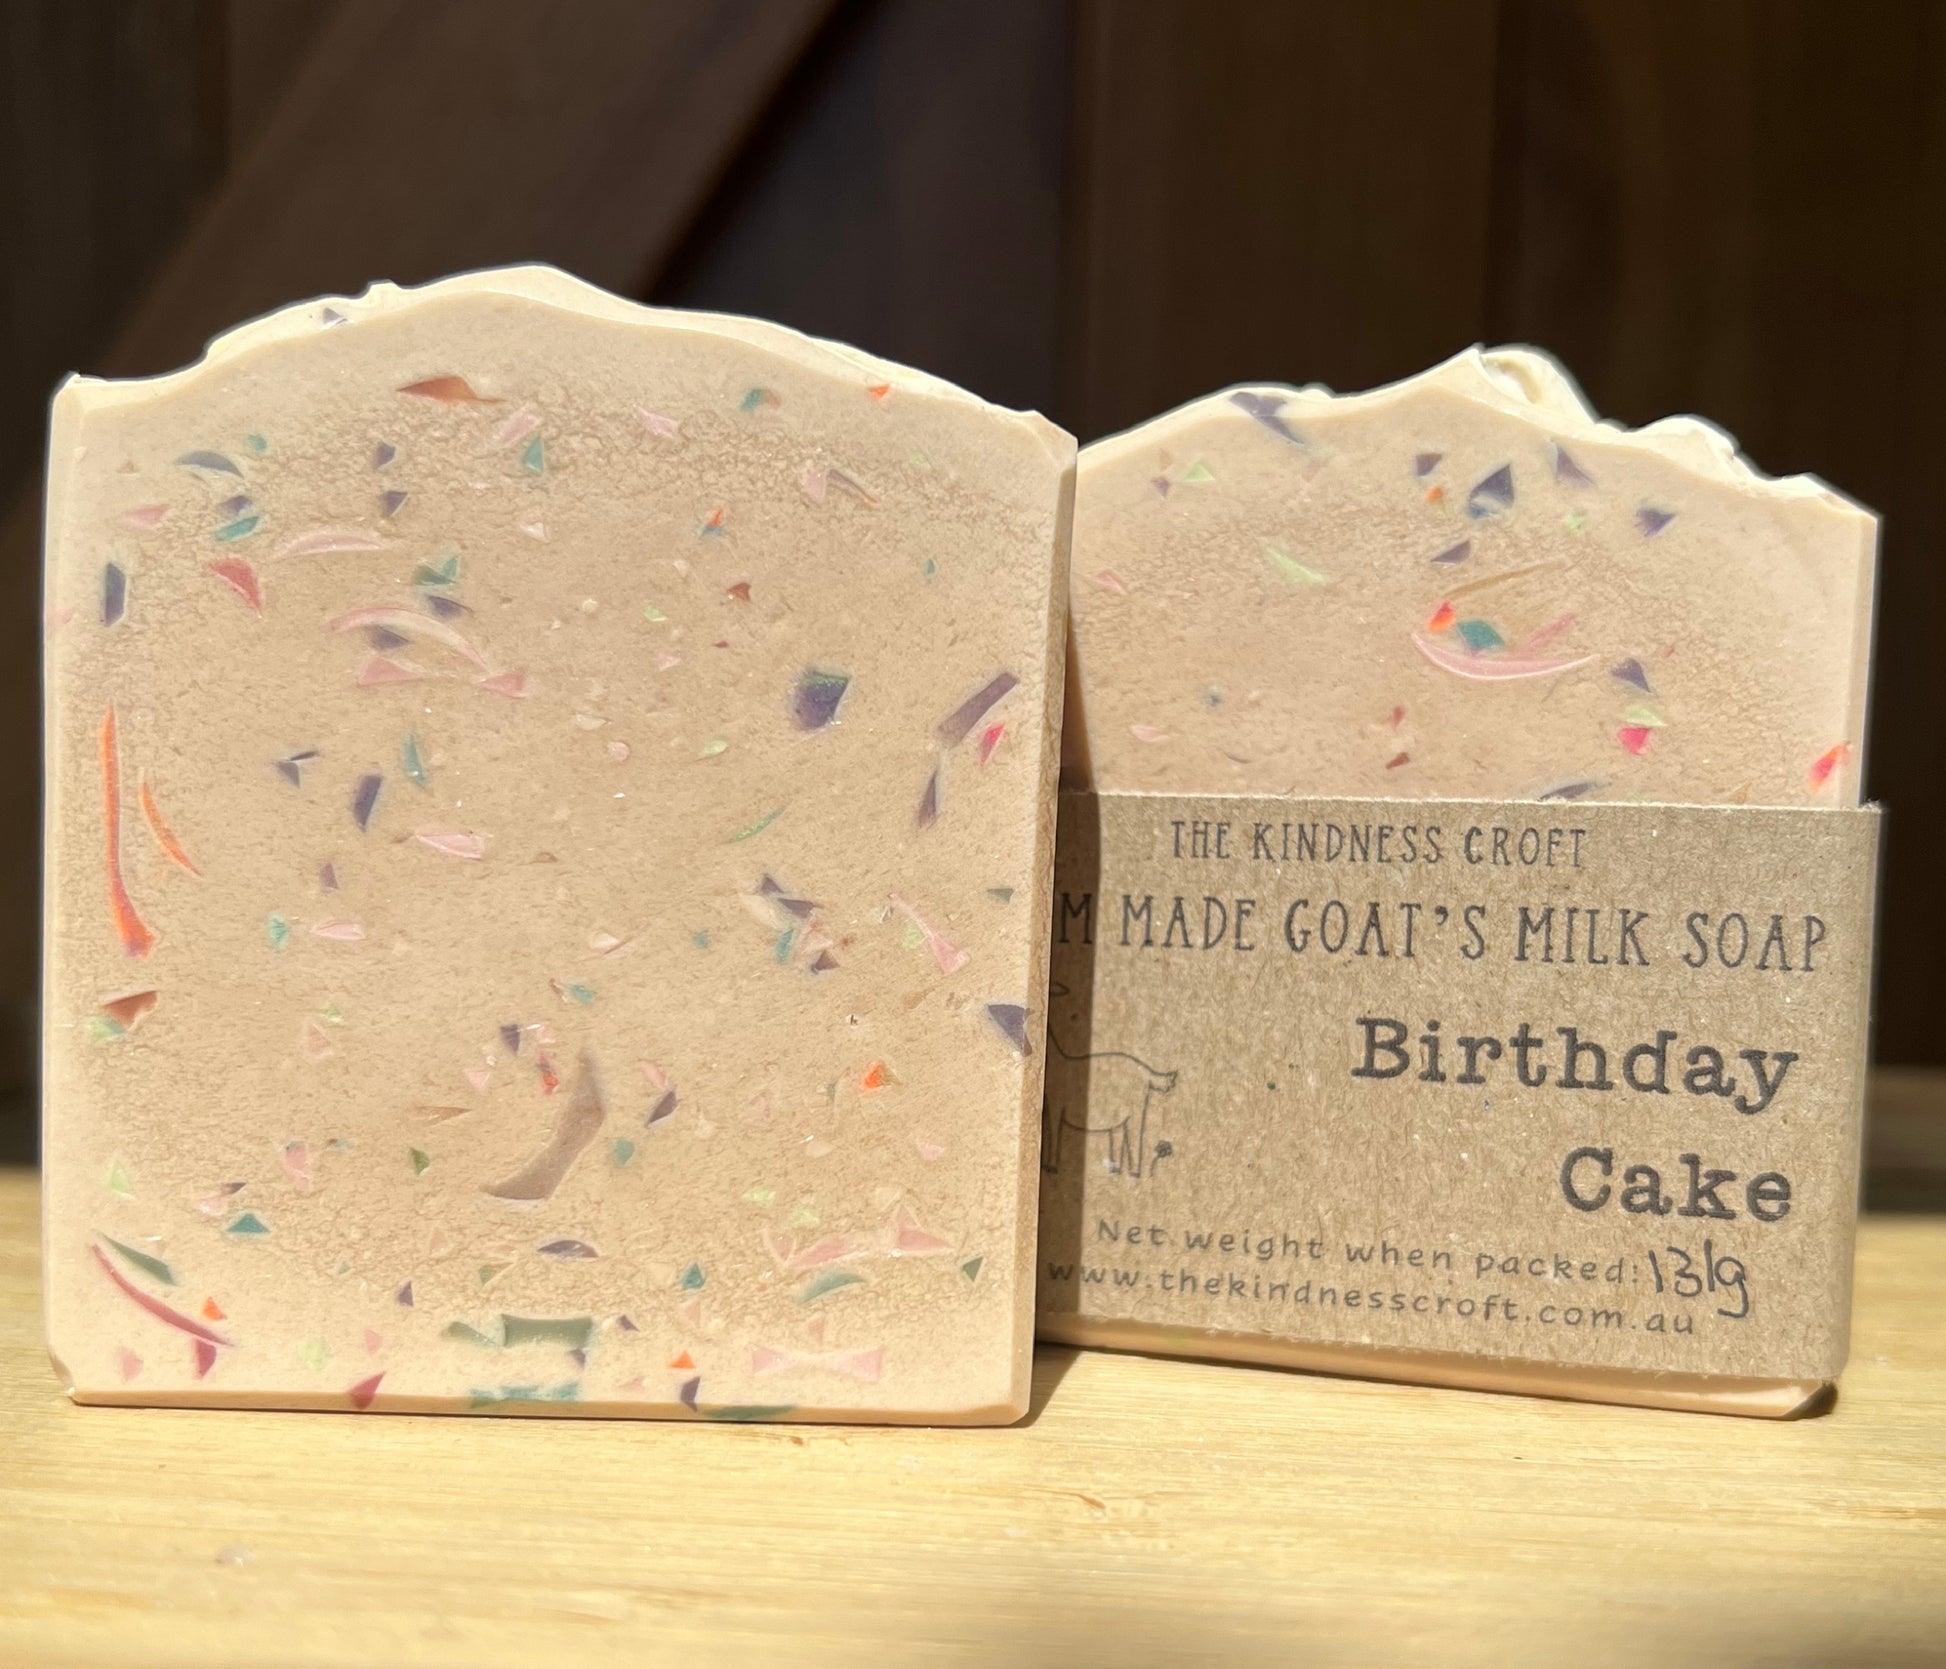 THE KINDNESS CROFT
MADE GOAT'S MILK SOAP
Birthday
Cake
Net weight when packed: 131g
www.thekindnesscroft.com.au